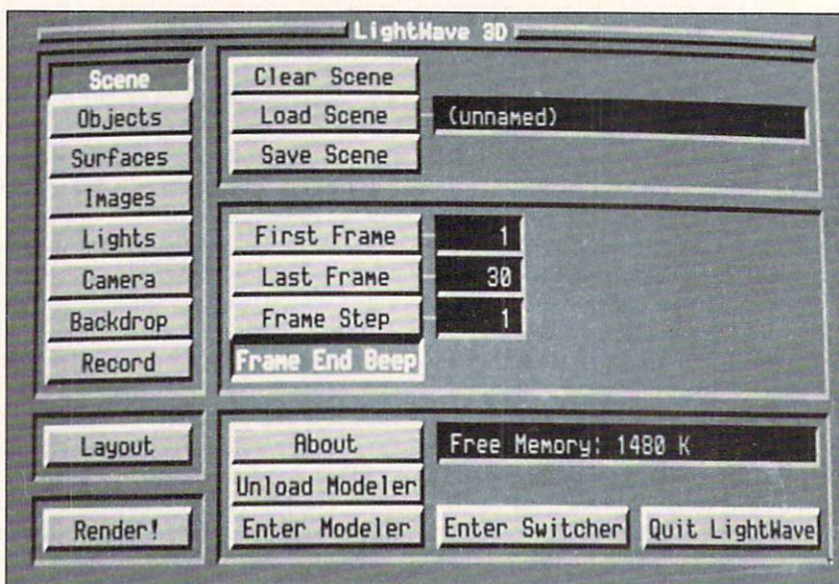 LightWave 3D
Scene
Objects
Surfaces
Images
Lights
Camera
Backdrop
Record
Layout
Render!
Clear Scene
Load Scene (unnamed)
Save Scene
First Frame 1
Last Frame 30
Frame Step 1
Frame End Beep
About Free Memory: 1480 K
Unload Modeler
Enter Modeler Enter Switcher Quit LightWave